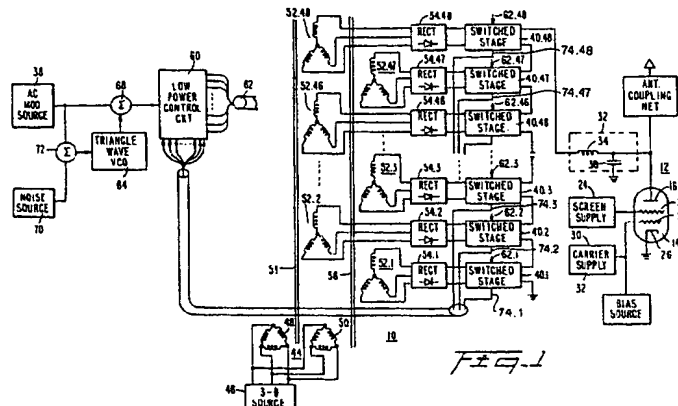 52.48
54.48
RECT
62.48
SWITCHED
STAGE
40.48
74.48
38
AC
MOD
SOURCE
68
Σ
60
LOW
POWER
CONTROL
CKT
62
72
Σ
TRIANGLE
WAVE
VCO
64
NOISE
SOURCE
70
52.47
54.47
RECT
62.47
SWITCHED
STAGE
40.47
74.47
52.46
54.46
RECT
62.46
SWITCHED
STAGE
40.46
52.3
54.3
RECT
62.3
SWITCHED
STAGE
40.3
74.3
52.2
54.2
RECT
62.2
SWITCHED
STAGE
40.2
74.2
52.1
54.1
RECT
62.1
SWITCHED
STAGE
40.1
74.1
51
56
48
50
44
46
3-Φ
SOURCE
10
ANT.
COUPLING
NET
32
34
36
12
24
SCREEN
SUPPLY
30
CARRIER
SUPPLY
32
16
14
26
BIAS
SOURCE
FIG. 1